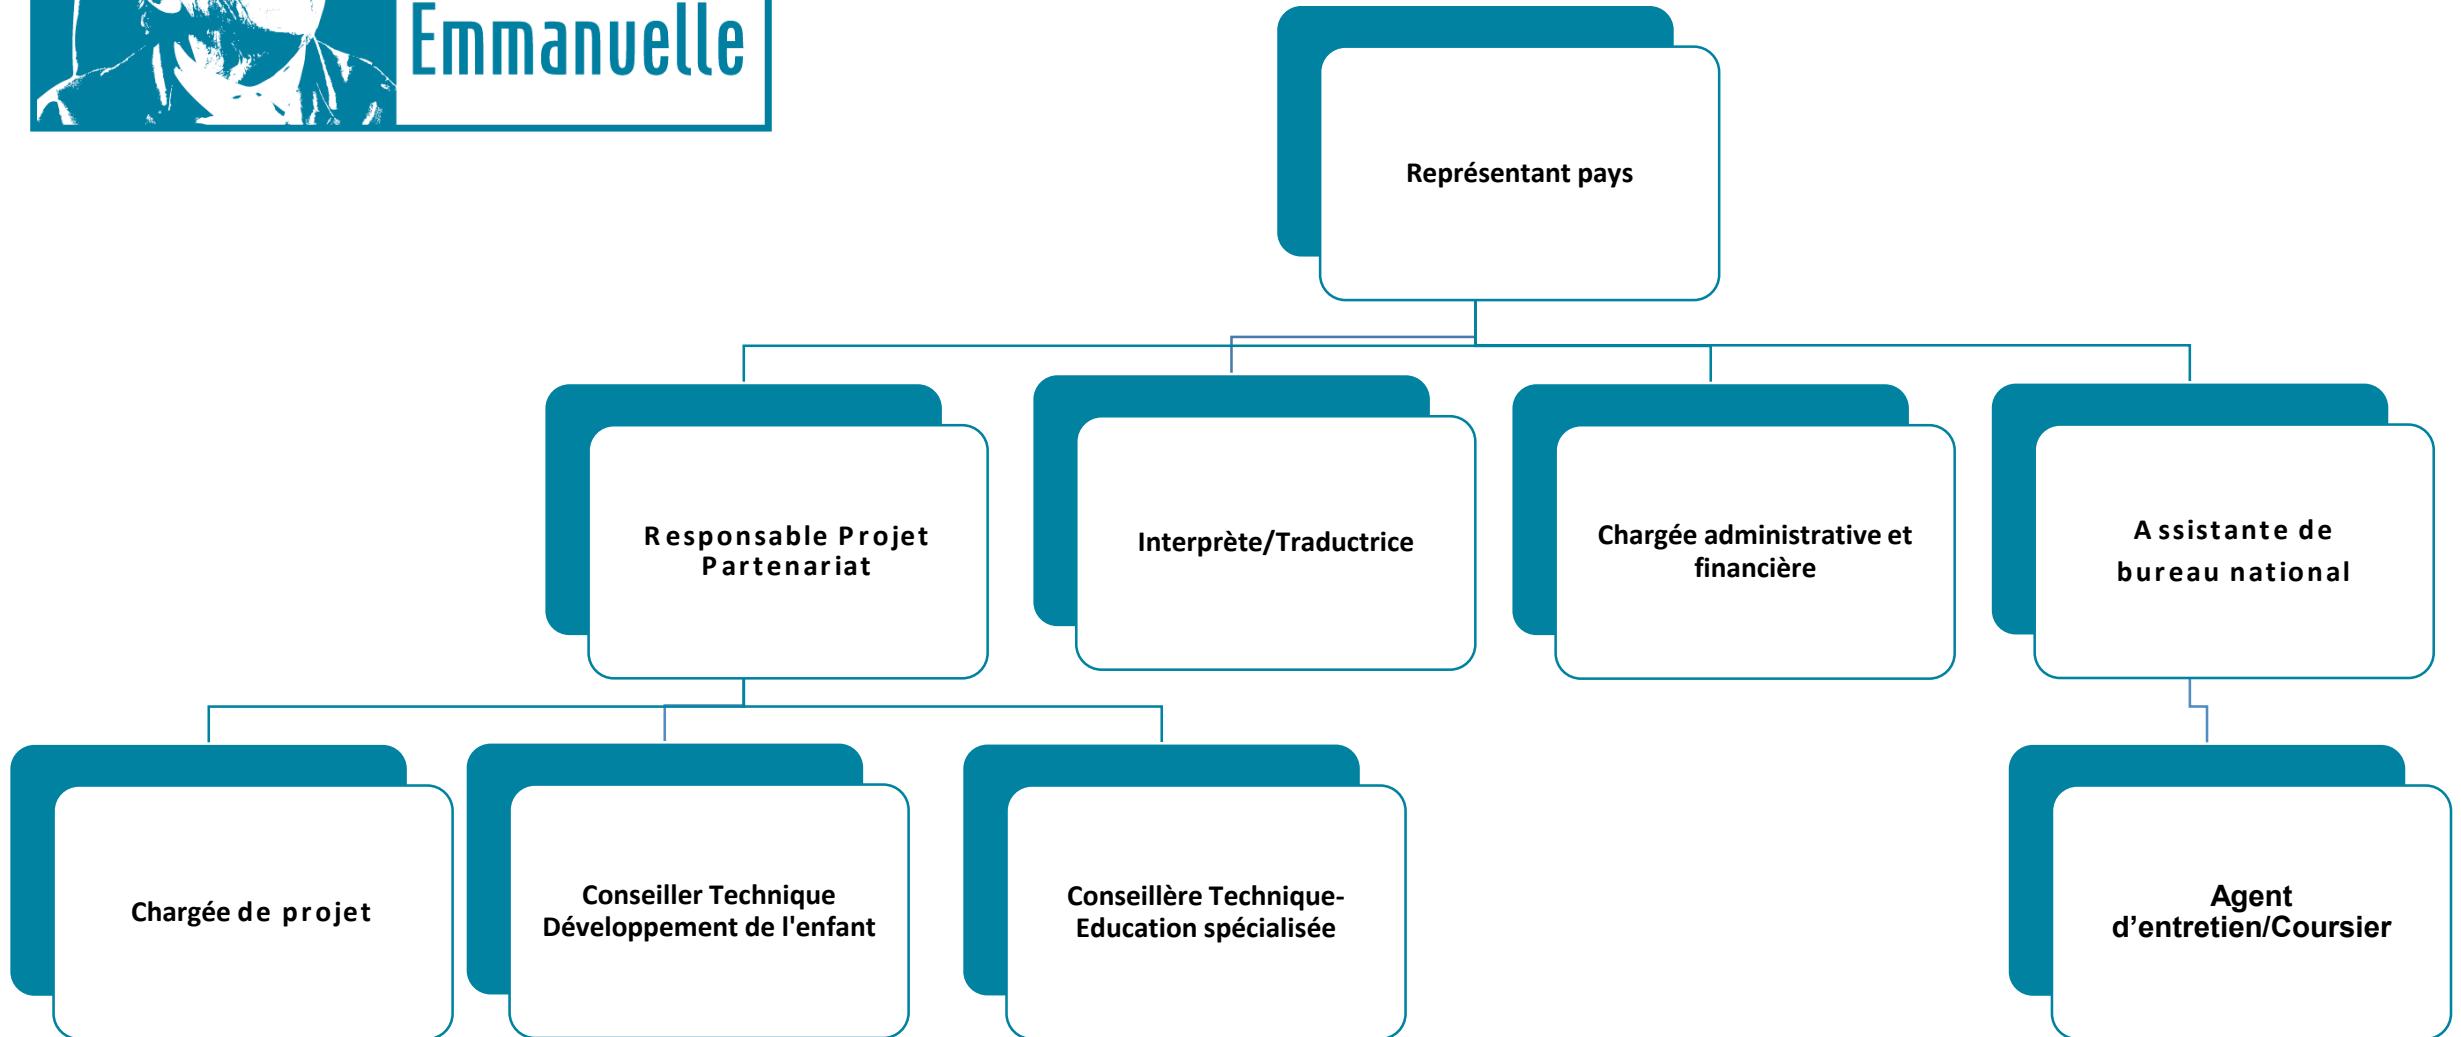 Emmanuelle
Représentant pays
Responsable Projet
Partenariat
Interprète/Traductrice
Chargée administrative et
financière
Assistante de
bureau national
Chargée de projet
Conseiller Technique
Développement de l'enfant
Conseillère Technique-
Education spécialisée
Agent
d’entretien/Coursier